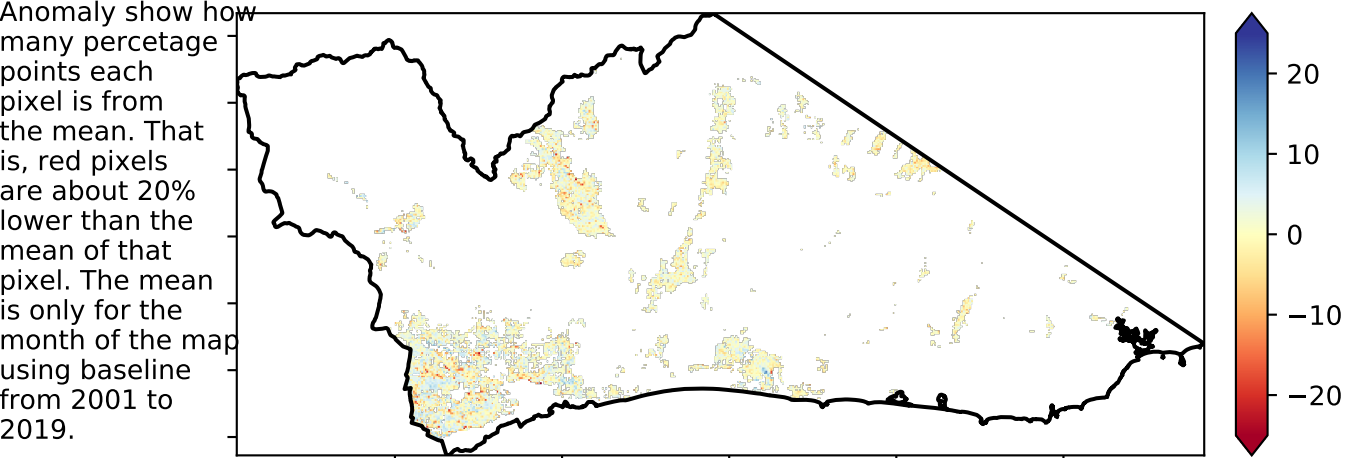 Anomaly show how
many percetage
points each
pixel is from
the mean. That
is, red pixels
are about 20%
lower than the
mean of that
pixel. The mean
is only for the
month of the map
using baseline
from 2001 to
2019.
20
10
0
−10
−20